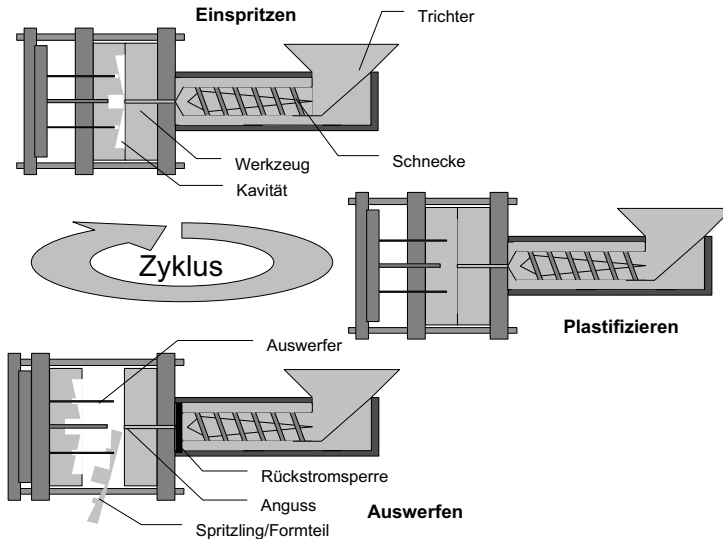 Einspritzen
Trichter
Werkzeug
Schnecke
Kavität
Zyklus
Plastifizieren
Auswerfer
Rückstromsperre
Anguss
Auswerfen
Spritzling/Formteil